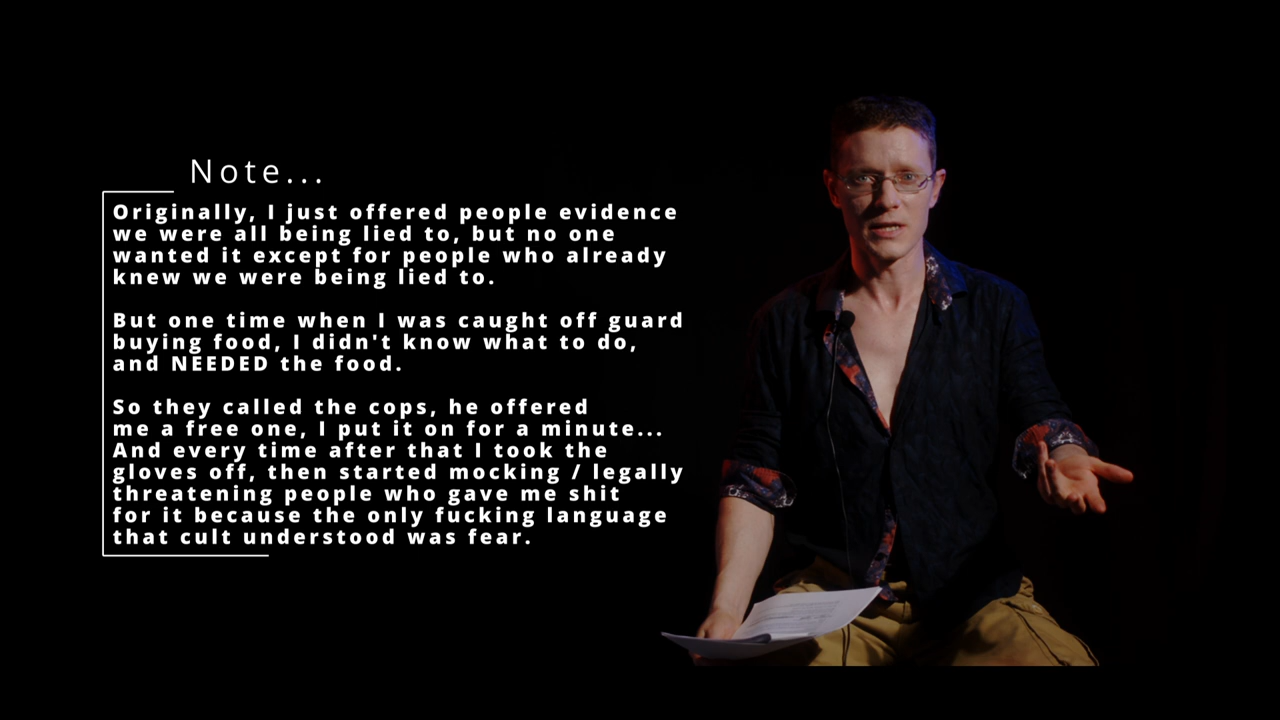 Note...
Originally, I just offered people evidence
we were all being lied to, but no one
wanted it except for people who already
knew we were being lied to.
But one time when I was caught off guard
buying food, I didn't know what to do,
and NEEDED the food.
So they called the cops, he offered
me a free one, I put it on for a minute...
And every time after that I took the
gloves off, then started mocking / legally
threatening people who gave me shit
for it because the only fucking language
that cult understood was fear.